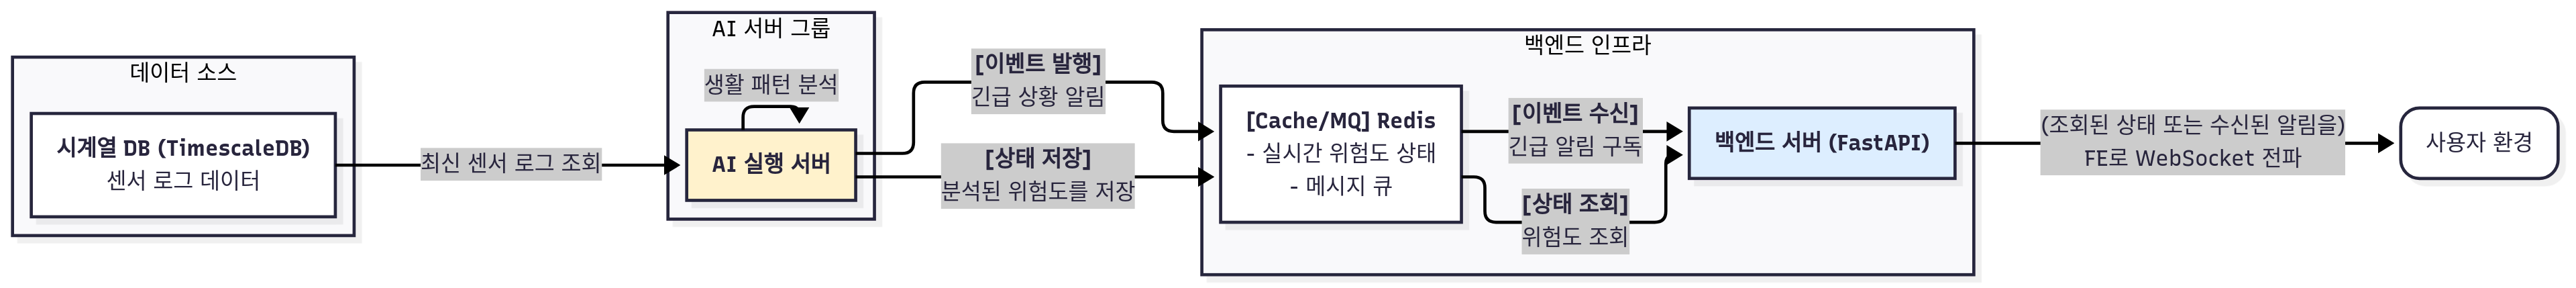 데이터 소스
시계열 DB (TimescaleDB)
센서 로그 데이터
최신 센서 로그 조회
AI 서버 그룹
생활 패턴 분석
AI 실행 서버
[이벤트 발행]
긴급 상황 알림
[상태 저장]
분석된 위험도를 저장
백엔드 인프라
[Cache/MQ] Redis
- 실시간 위험도 상태
- 메시지 큐
[이벤트 수신]
긴급 알림 구독
[상태 조회]
위험도 조회
백엔드 서버 (FastAPI)
(조회된 상태 또는 수신된 알림을)
FE로 WebSocket 전파
사용자 환경